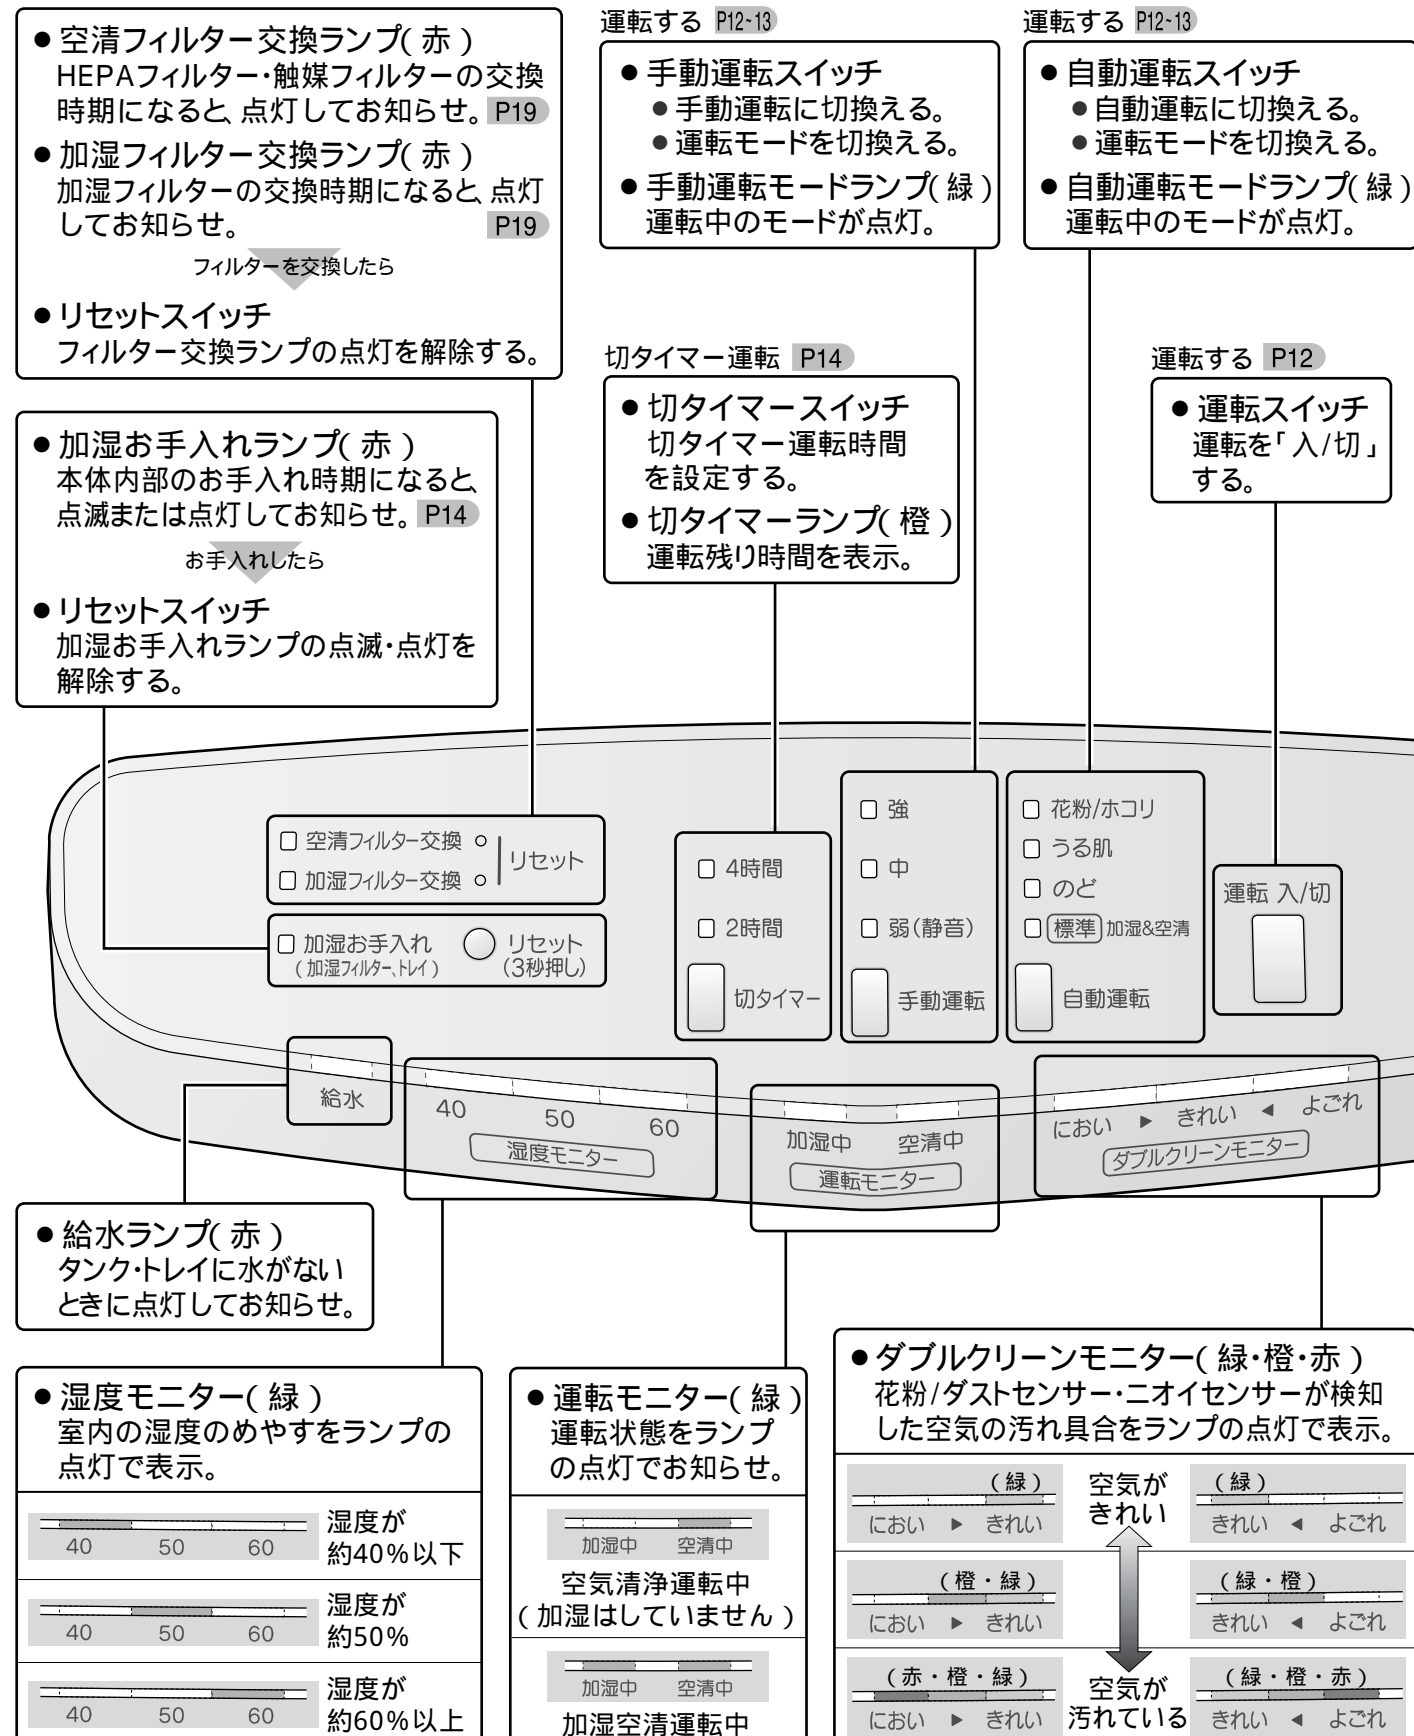 ● 空清フィルター交換ランプ(赤)
HEPAフィルター・触媒フィルターの交換
時期になると、点灯してお知らせ。 P19
● 加湿フィルター交換ランプ(赤)
加湿フィルターの交換時期になると、点灯
してお知らせ。 P19
フィルターを交換したら
● リセットスイッチ
フィルター交換ランプの点灯を解除する。
運転する P12~13
● 手動運転スイッチ
● 手動運転に切換える。
● 運転モードを切換える。
● 手動運転モードランプ(緑)
運転中のモードが点灯。
運転する P12~13
● 自動運転スイッチ
● 自動運転に切換える。
● 運転モードを切換える。
● 自動運転モードランプ(緑)
運転中のモードが点灯。
● 加湿お手入れランプ(赤)
本体内部のお手入れ時期になると、
点滅または点灯してお知らせ。 P14
お手入れしたら
● リセットスイッチ
加湿お手入れランプの点滅・点灯を
解除する。
切タイマー運転 P14
● 切タイマースイッチ
切タイマー運転時間
を設定する。
● 切タイマーランプ(橙)
運転残り時間を表示。
運転する P12
● 運転スイッチ
運転を「入/切」
する。
空清フィルター交換
加湿フィルター交換
リセット
加湿お手入れ
(加湿フィルター、トレイ)
リセット
(3秒押し)
4時間
2時間
切タイマー
強
中
弱(静音)
手動運転
花粉/ホコリ
うる肌
のど
標準 加湿&空清
自動運転
運転 入/切
給水
40 50 60
湿度モニター
加湿中 空清中
運転モニター
におい ▶ きれい ◀ よごれ
ダブルクリーンモニター
● 給水ランプ(赤)
タンク・トレイに水がない
ときに点灯してお知らせ。
● 湿度モニター(緑)
室内の湿度のめやすをランプの
点灯で表示。
40 50 60
湿度が
約40%以下
40 50 60
湿度が
約50%
40 50 60
湿度が
約60%以上
● 運転モニター(緑)
運転状態をランプ
の点灯でお知らせ。
加湿中 空清中
空気清浄運転中
(加湿はしていません)
加湿中 空清中
加湿空清運転中
● ダブルクリーンモニター(緑・橙・赤)
花粉/ダストセンサー・ニオイセンサーが検知
した空気の汚れ具合をランプの点灯で表示。
(緑)
におい ▶ きれい
空気が
きれい
(緑)
きれい ◀ よごれ
(橙・緑)
におい ▶ きれい
(緑・橙)
きれい ◀ よごれ
(赤・橙・緑)
におい ▶ きれい
空気が
汚れている
(緑・橙・赤)
きれい ◀ よごれ